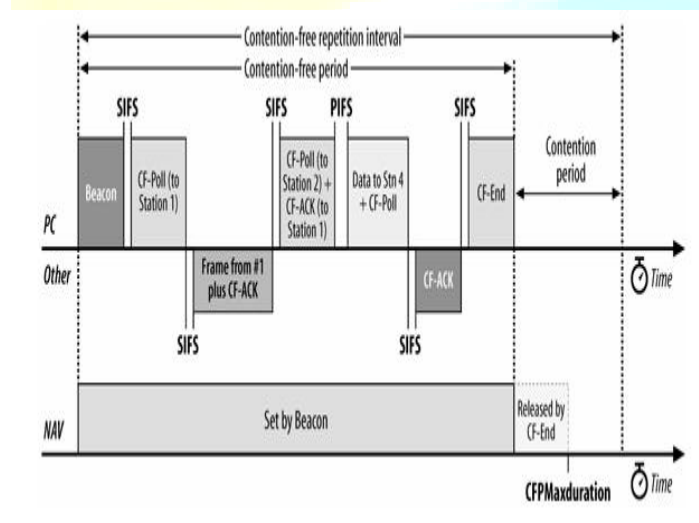 Contention-free repetition interval
Contention-free period
SIFS
SIFS
PIFS
SIFS
Beacon
CF-Poll (to
Station 1)
CF-Poll (to
Station 2) +
CF-ACK (to
Station 1)
Data to Stn 4
+ CF-Poll
CF-End
Contention
period
PC
Other
Frame from #1
plus CF-ACK
CF-ACK
Time
SIFS
SIFS
Set by Beacon
Released by
CF-End
NAV
CFPMaxduration
Time